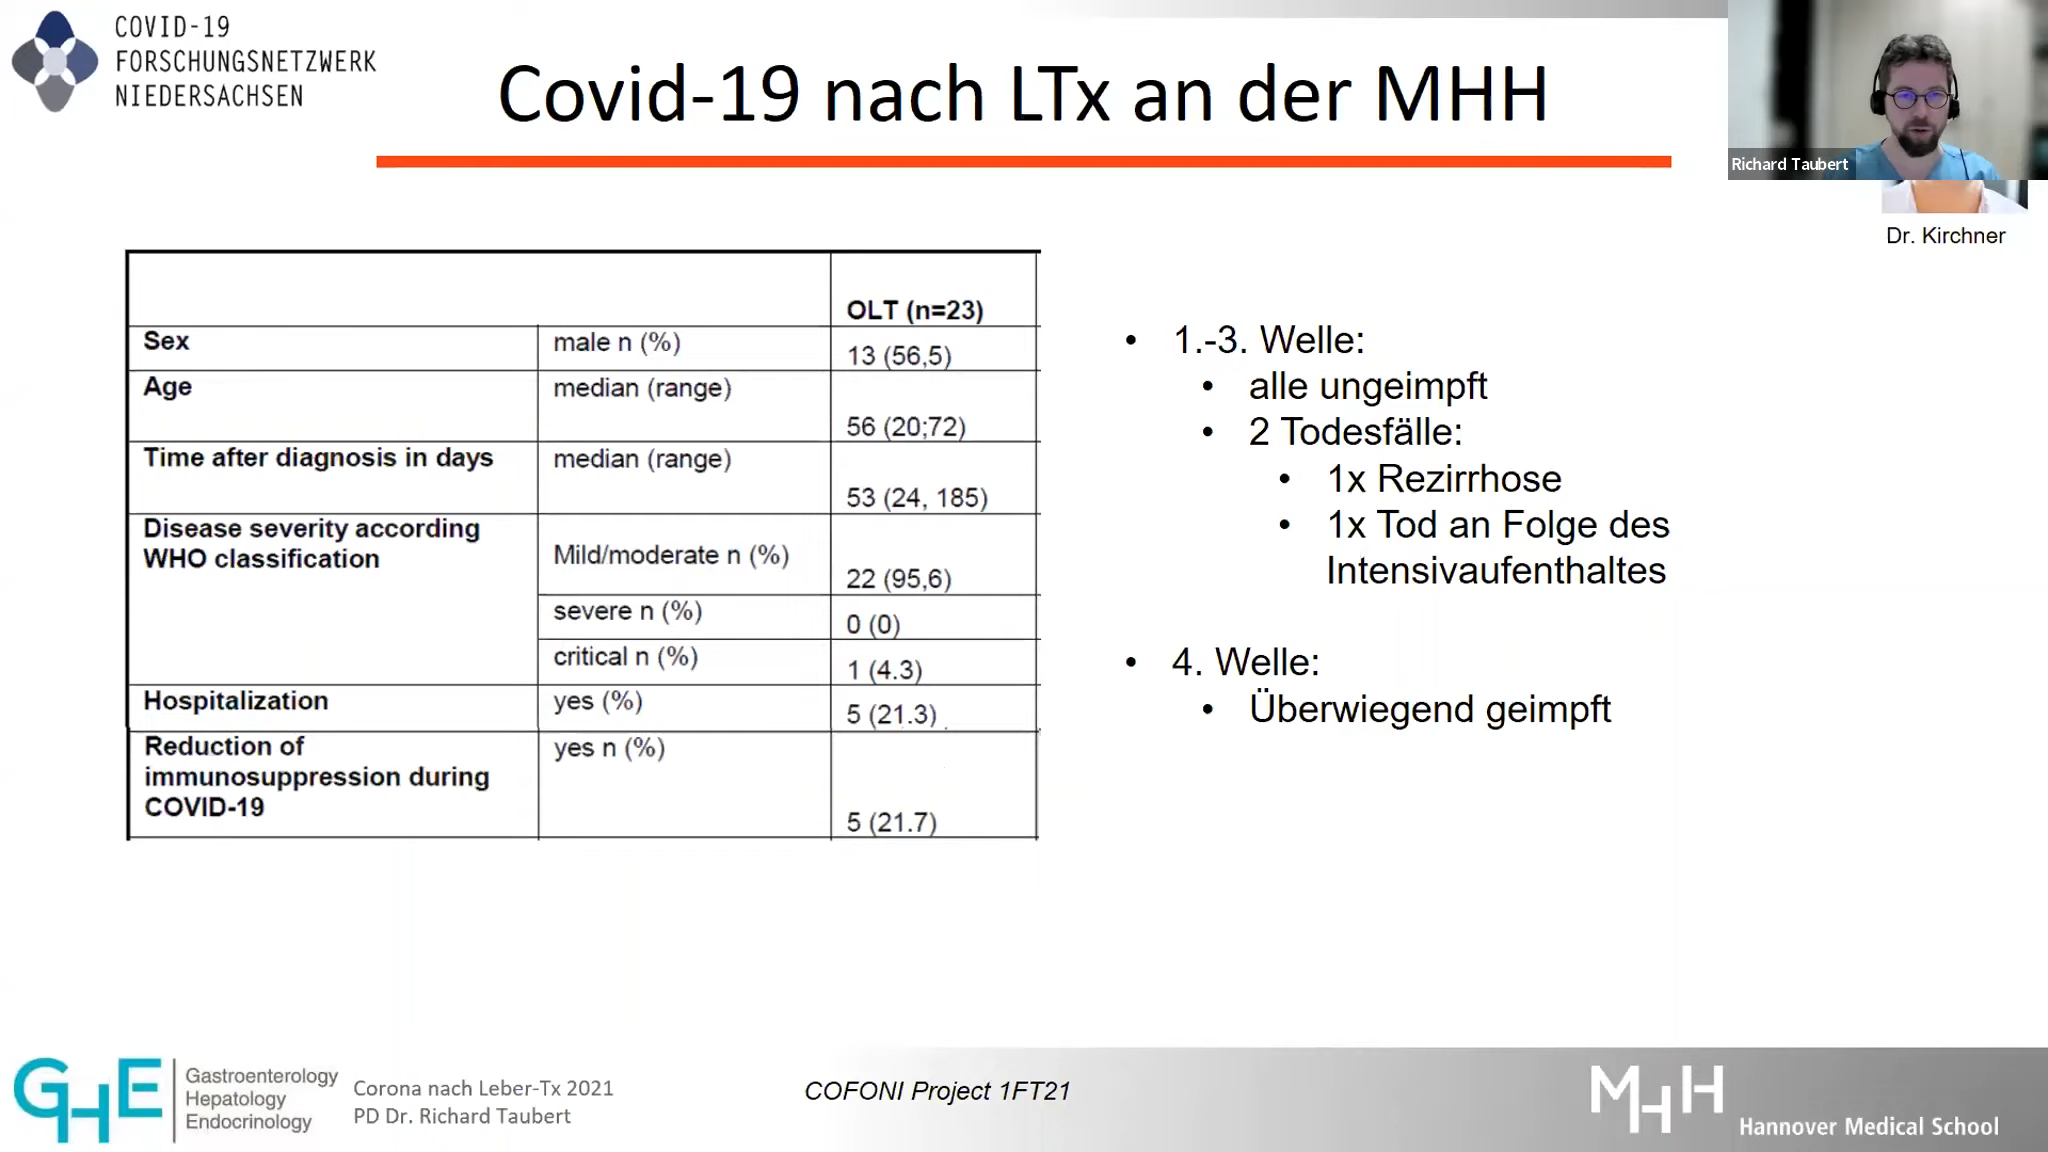 COVID-19
FORSCHUNGSNETZWERK
NIEDERSACHSEN
Covid-19 nach LTx an der MHH
Richard Taubert
Dr. Kirchner
OLT (n=23)
Sex male n (%) 13 (56,5)
Age median (range) 56 (20;72)
Time after diagnosis in days median (range) 53 (24, 185)
Disease severity according
WHO classification
Mild/moderate n (%) 22 (95,6)
severe n (%) 0 (0)
critical n (%) 1 (4.3)
Hospitalization yes (%) 5 (21.3)
Reduction of
immunosuppression during
COVID-19
yes n (%) 5 (21.7)
• 1.-3. Welle:
• alle ungeimpft
• 2 Todesfälle:
• 1x Rezirrhose
• 1x Tod an Folge des
Intensivaufenthaltes
• 4. Welle:
• Überwiegend geimpft
GHE
Gastroenterology
Hepatology
Endocrinology
Corona nach Leber-Tx 2021
PD Dr. Richard Taubert
COFONI Project 1FT21
MHH
Hannover Medical School